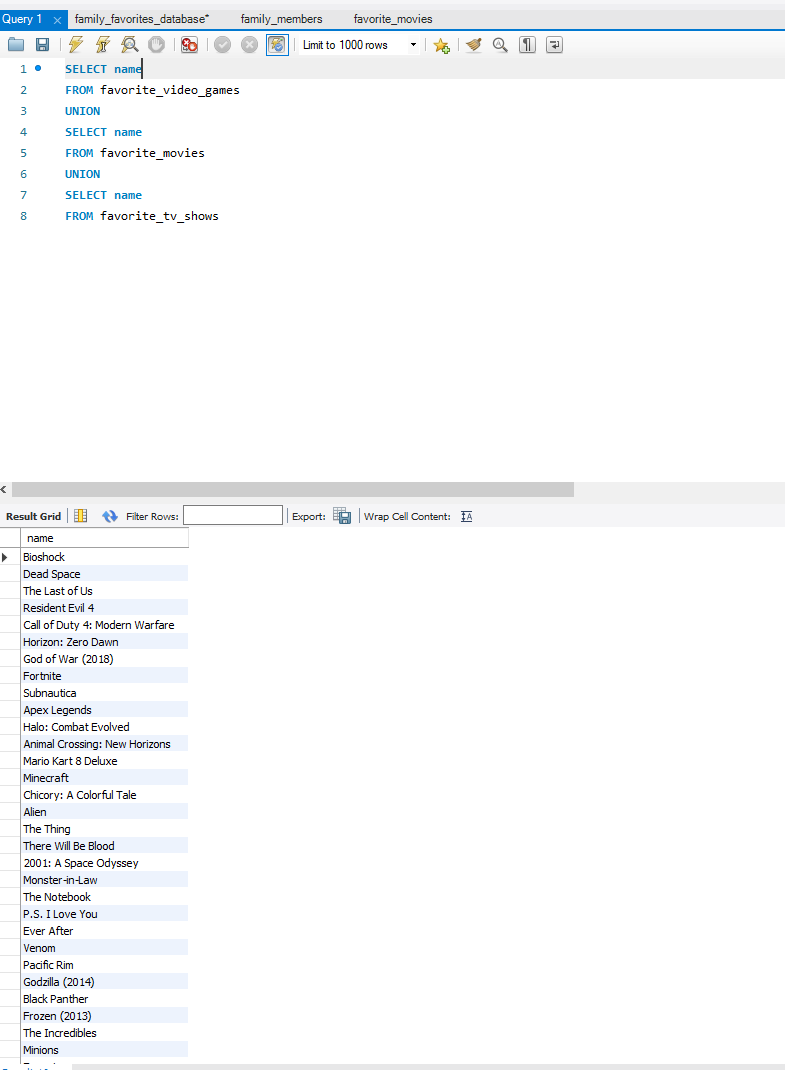 Query 1 family_favorites_database* family_members favorite_movies
Limit to 1000 rows
1 SELECT name
2 FROM favorite_video_games
3 UNION
4 SELECT name
5 FROM favorite_movies
6 UNION
7 SELECT name
8 FROM favorite_tv_shows
Result Grid Filter Rows: Export: Wrap Cell Content:
name
Bioshock
Dead Space
The Last of Us
Resident Evil 4
Call of Duty 4: Modern Warfare
Horizon: Zero Dawn
God of War (2018)
Fortnite
Subnautica
Apex Legends
Halo: Combat Evolved
Animal Crossing: New Horizons
Mario Kart 8 Deluxe
Minecraft
Chicory: A Colorful Tale
Alien
The Thing
There Will Be Blood
2001: A Space Odyssey
Monster-in-Law
The Notebook
P.S. I Love You
Ever After
Venom
Pacific Rim
Godzilla (2014)
Black Panther
Frozen (2013)
The Incredibles
Minions